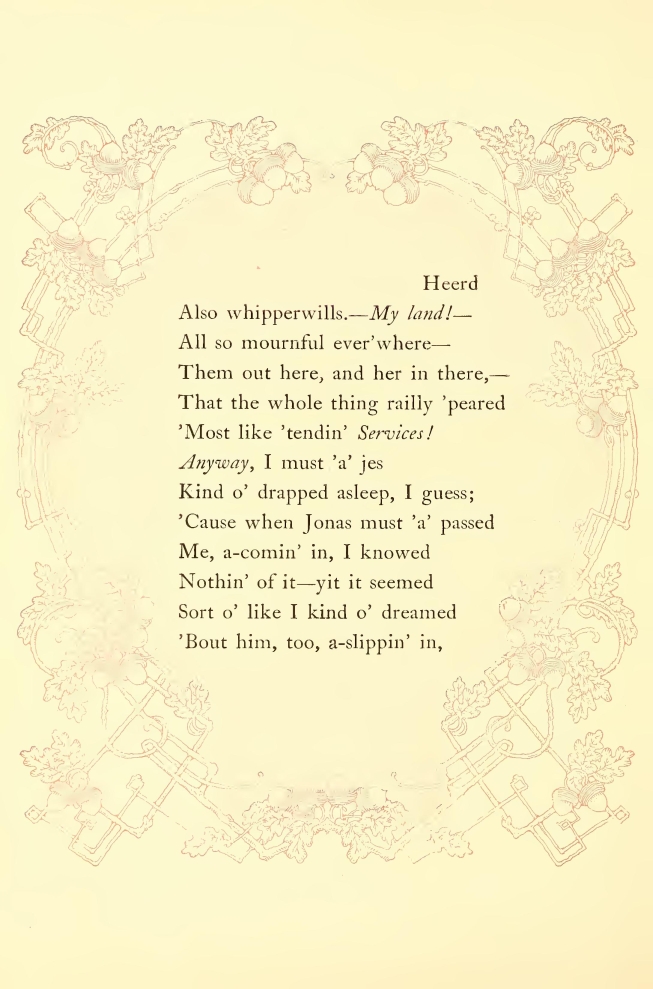 Heerd
Also whipperwills.—My land!—
All so mournful ever'where—
Them out here, and her in there,—
That the whole thing railly 'peared
'Most like 'tendin' Services!
Anyway, I must 'a' jes
Kind o' drapped asleep, I guess;
'Cause when Jonas must 'a' passed
Me, a-comin' in, I knowed
Nothin' of it—yit it seemed
Sort o' like I kind o' dreamed
'Bout him, too, a-slippin' in,